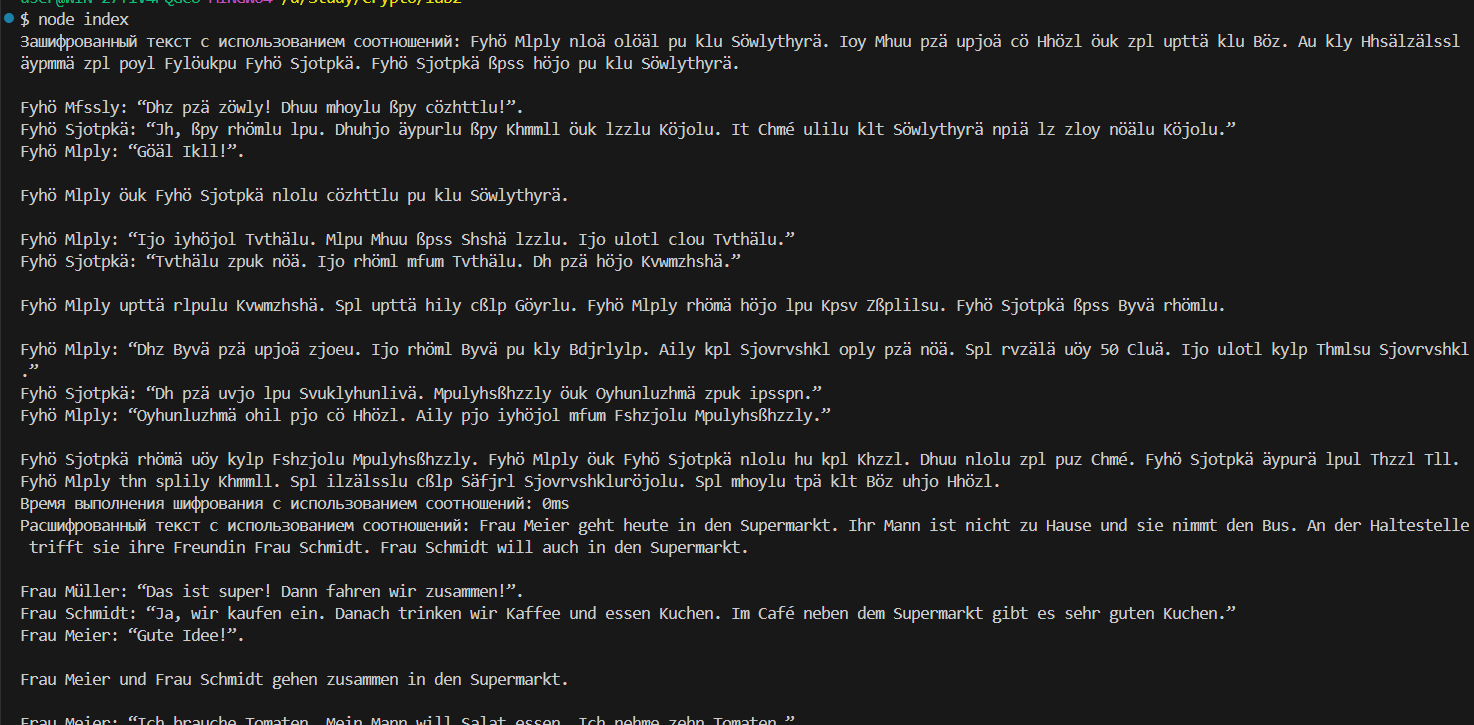 $ node index
Зашифрованный текст с использованием соотношений: Fyhö Mlply nloä olöäl pu klu Söwlythyrä. Ioy Mhuu pzä upjoä cö Hhözl öuk zpl upttä klu Böz. Au kly Hhsälzälssl
äypmmä zpl poyl Fylöukpu Fyhö Sjotpkä. Fyhö Sjotpkä ßpss höjo pu klu Söwlythyrä.
Fyhö Mfssly: “Dhz pzä zöwly! Dhuu mhoylu ßpy cözhttlu!”.
Fyhö Sjotpkä: “Jh, ßpy rhömlu lpu. Dhuhjo äypurlu ßpy Khmmll öuk lzzlu Köjolu. It Chmé ulilu klt Söwlythyrä npiä lz zloy nöälu Köjolu.”
Fyhö Mlply: “Göäl Ikll!”.
Fyhö Mlply öuk Fyhö Sjotpkä nlolu cözhttlu pu klu Söwlythyrä.
Fyhö Mlply: “Ijo iyhöjol Tvthälu. Mlpu Mhuu ßpss Shshä lzzlu. Ijo ulotl clou Tvthälu.”
Fyhö Sjotpkä: “Tvthälu zpuk nöä. Ijo rhöml mfum Tvthälu. Dh pzä höjo Kvwmzhshä.”
Fyhö Mlply upttä rlpulu Kvwmzhshä. Spl upttä hily cßlp Göyrlu. Fyhö Mlply rhömä höjo lpu Kpsv Zßplilsu. Fyhö Sjotpkä ßpss Byvä rhömlu.
Fyhö Mlply: “Dhz Byvä pzä upjoä zjoeu. Ijo rhöml Byvä pu kly Bdjrlylp. Aily kpl Sjovrvshkl oply pzä nöä. Spl rvzälä uöy 50 Cluä. Ijo ulotl kylp Thmlsu Sjovrvshkl
.”
Fyhö Sjotpkä: “Dh pzä uvjo lpu Svuklyhunlivä. Mpulyhsßhzzly öuk Oyhunluzhmä zpuk ipsspn.”
Fyhö Mlply: “Oyhunluzhmä ohil pjo cö Hhözl. Aily pjo iyhöjol mfum Fshzjolu Mpulyhsßhzzly.”
Fyhö Sjotpkä rhömä uöy kylp Fshzjolu Mpulyhsßhzzly. Fyhö Mlply öuk Fyhö Sjotpkä nlolu hu kpl Khzzl. Dhuu nlolu zpl puz Chmé. Fyhö Sjotpkä äypurä lpul Thzzl Tll.
Fyhö Mlply thn splily Khmmll. Spl ilzälsslu cßlp Säfjrl Sjovrvshkluröjolu. Spl mhoylu tpä klt Böz uhjo Hhözl.
Время выполнения шифрования с использованием соотношений: 0ms
Расшифрованный текст с использованием соотношений: Frau Meier geht heute in den Supermarkt. Ihr Mann ist nicht zu Hause und sie nimmt den Bus. An der Haltestelle
trifft sie ihre Freundin Frau Schmidt. Frau Schmidt will auch in den Supermarkt.
Frau Müller: “Das ist super! Dann fahren wir zusammen!”.
Frau Schmidt: “Ja, wir kaufen ein. Danach trinken wir Kaffee und essen Kuchen. Im Café neben dem Supermarkt gibt es sehr guten Kuchen.”
Frau Meier: “Gute Idee!”.
Frau Meier und Frau Schmidt gehen zusammen in den Supermarkt.
Frau Meier: “Ich brauche Tomaten. Mein Mann will Salat essen. Ich nehme zehn Tomaten.”